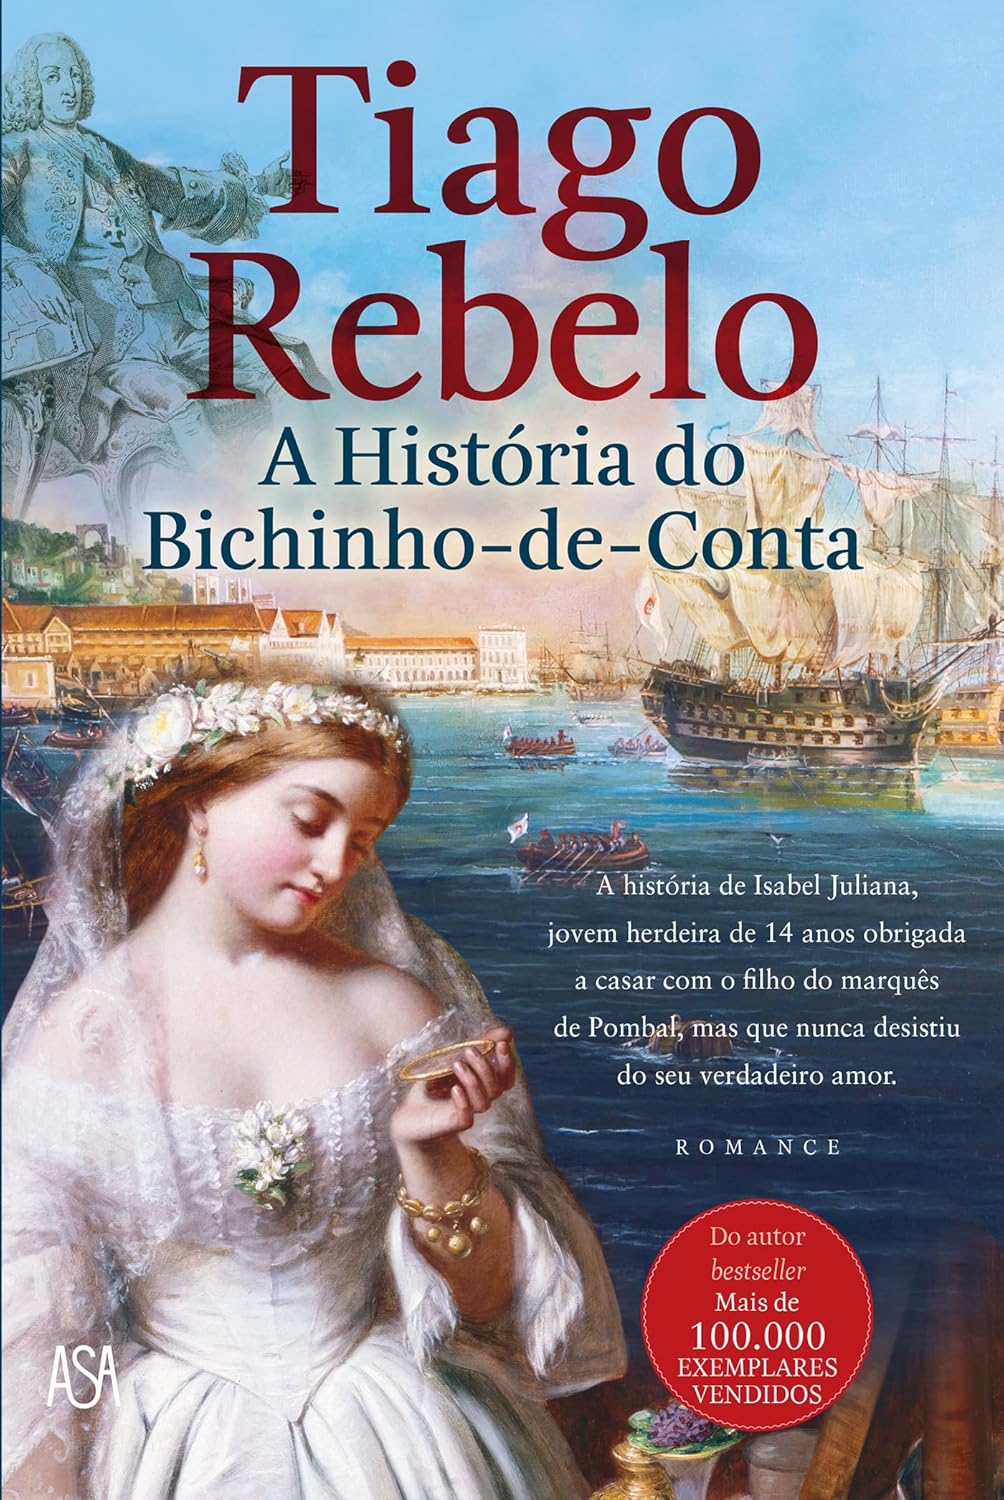 Tiago
Rebelo
A História do
Bichinho-de-Conta
A história de Isabel Juliana,
jovem herdeira de 14 anos obrigada
a casar com o filho do marquês
de Pombal, mas que nunca desistiu
do seu verdadeiro amor.
ROMANCE
Do autor
bestseller
Mais de
100.000
EXEMPLARES
VENDIDOS
ASA